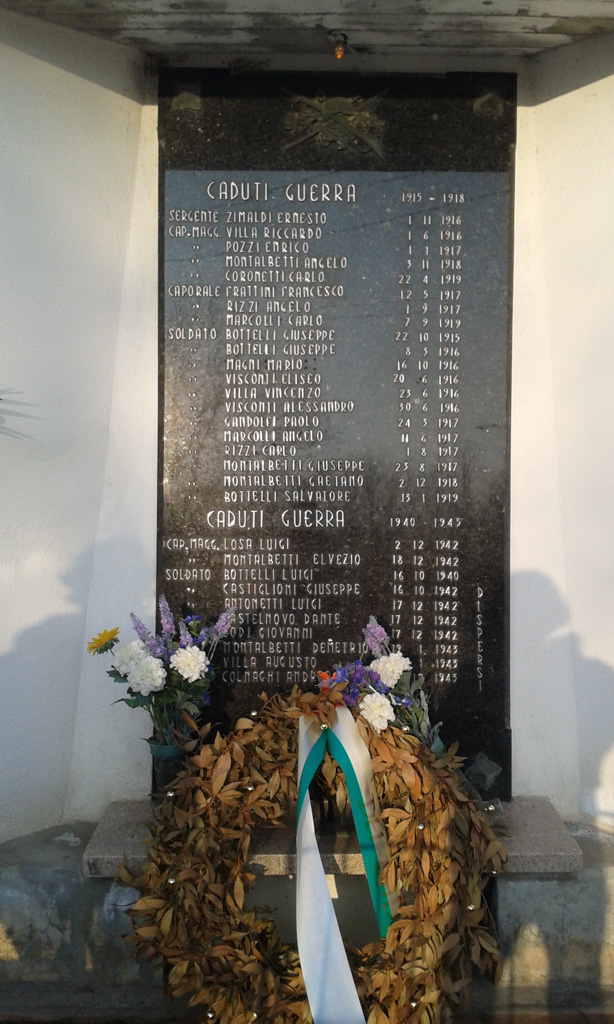 CADUTI GUERRA 1915 - 1918
SERGENTE ZIMALDI ERNESTO 1 11 1916
CAP. MAGG. VILLA RICCARDO 1 6 1916
" POZZI ENRICO 1 1 1917
" MONTALBETTI ANGELO 3 11 1918
" CORONETTI CARLO 22 4 1919
CAPORALE FRATTINI FRANCESCO 12 5 1917
" RIZZI ANGELO 1 9 1917
" MARCOLLI CARLO 7 9 1919
SOLDATO BOTTELLI GIUSEPPE 22 10 1915
" BOTTELLI GIUSEPPE 8 3 1916
" MAGNI MARIO 16 10 1916
" VISCONTI ELISEO 20 6 1916
" VILLA VINCENZO 23 6 1916
" VISCONTI ALESSANDRO 30 6 1916
" GANDOLFI PAOLO 24 3 1917
" MARCOLLI ANGELO 11 6 1917
" RIZZI CARLO 1 8 1917
" MONTALBETTI GIUSEPPE 23 8 1917
" MONTALBETTI GAETANO 2 12 1918
" BOTTELLI SALVATORE 13 1 1919
CADUTI GUERRA 1940 - 1945
CAP. MAGG. LOSA LUIGI 2 12 1942
" MONTALBETTI ELVEZIO 18 12 1942
SOLDATO BOTTELLI LUIGI 16 10 1940
" CASTIGLIONI GIUSEPPE 16 10 1942
ANTONETTI LUIGI 17 12 1942
CASTELNOVO DANTE 17 12 1942
GIOVANNI 17 12 1942
MONTALBETTI DEMETRIO 1 1943
VILLA AUGUSTO 1 1943
COLNAGHI 1943
DISPERSI